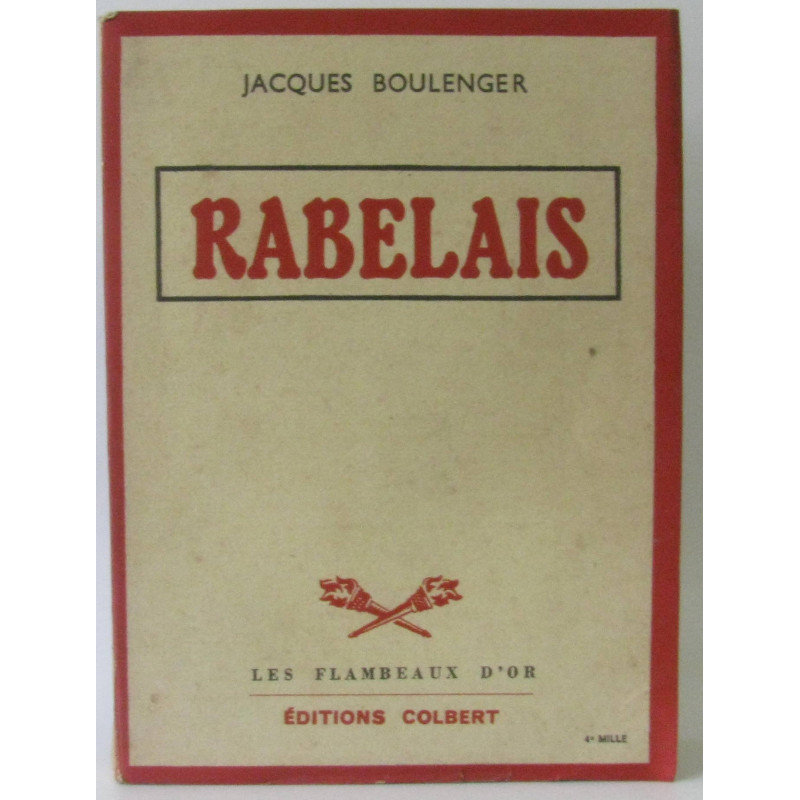 JACQUES BOULENGER
RABELAIS
LES FLAMBEAUX D'OR
ÉDITIONS COLBERT
4e MILLE